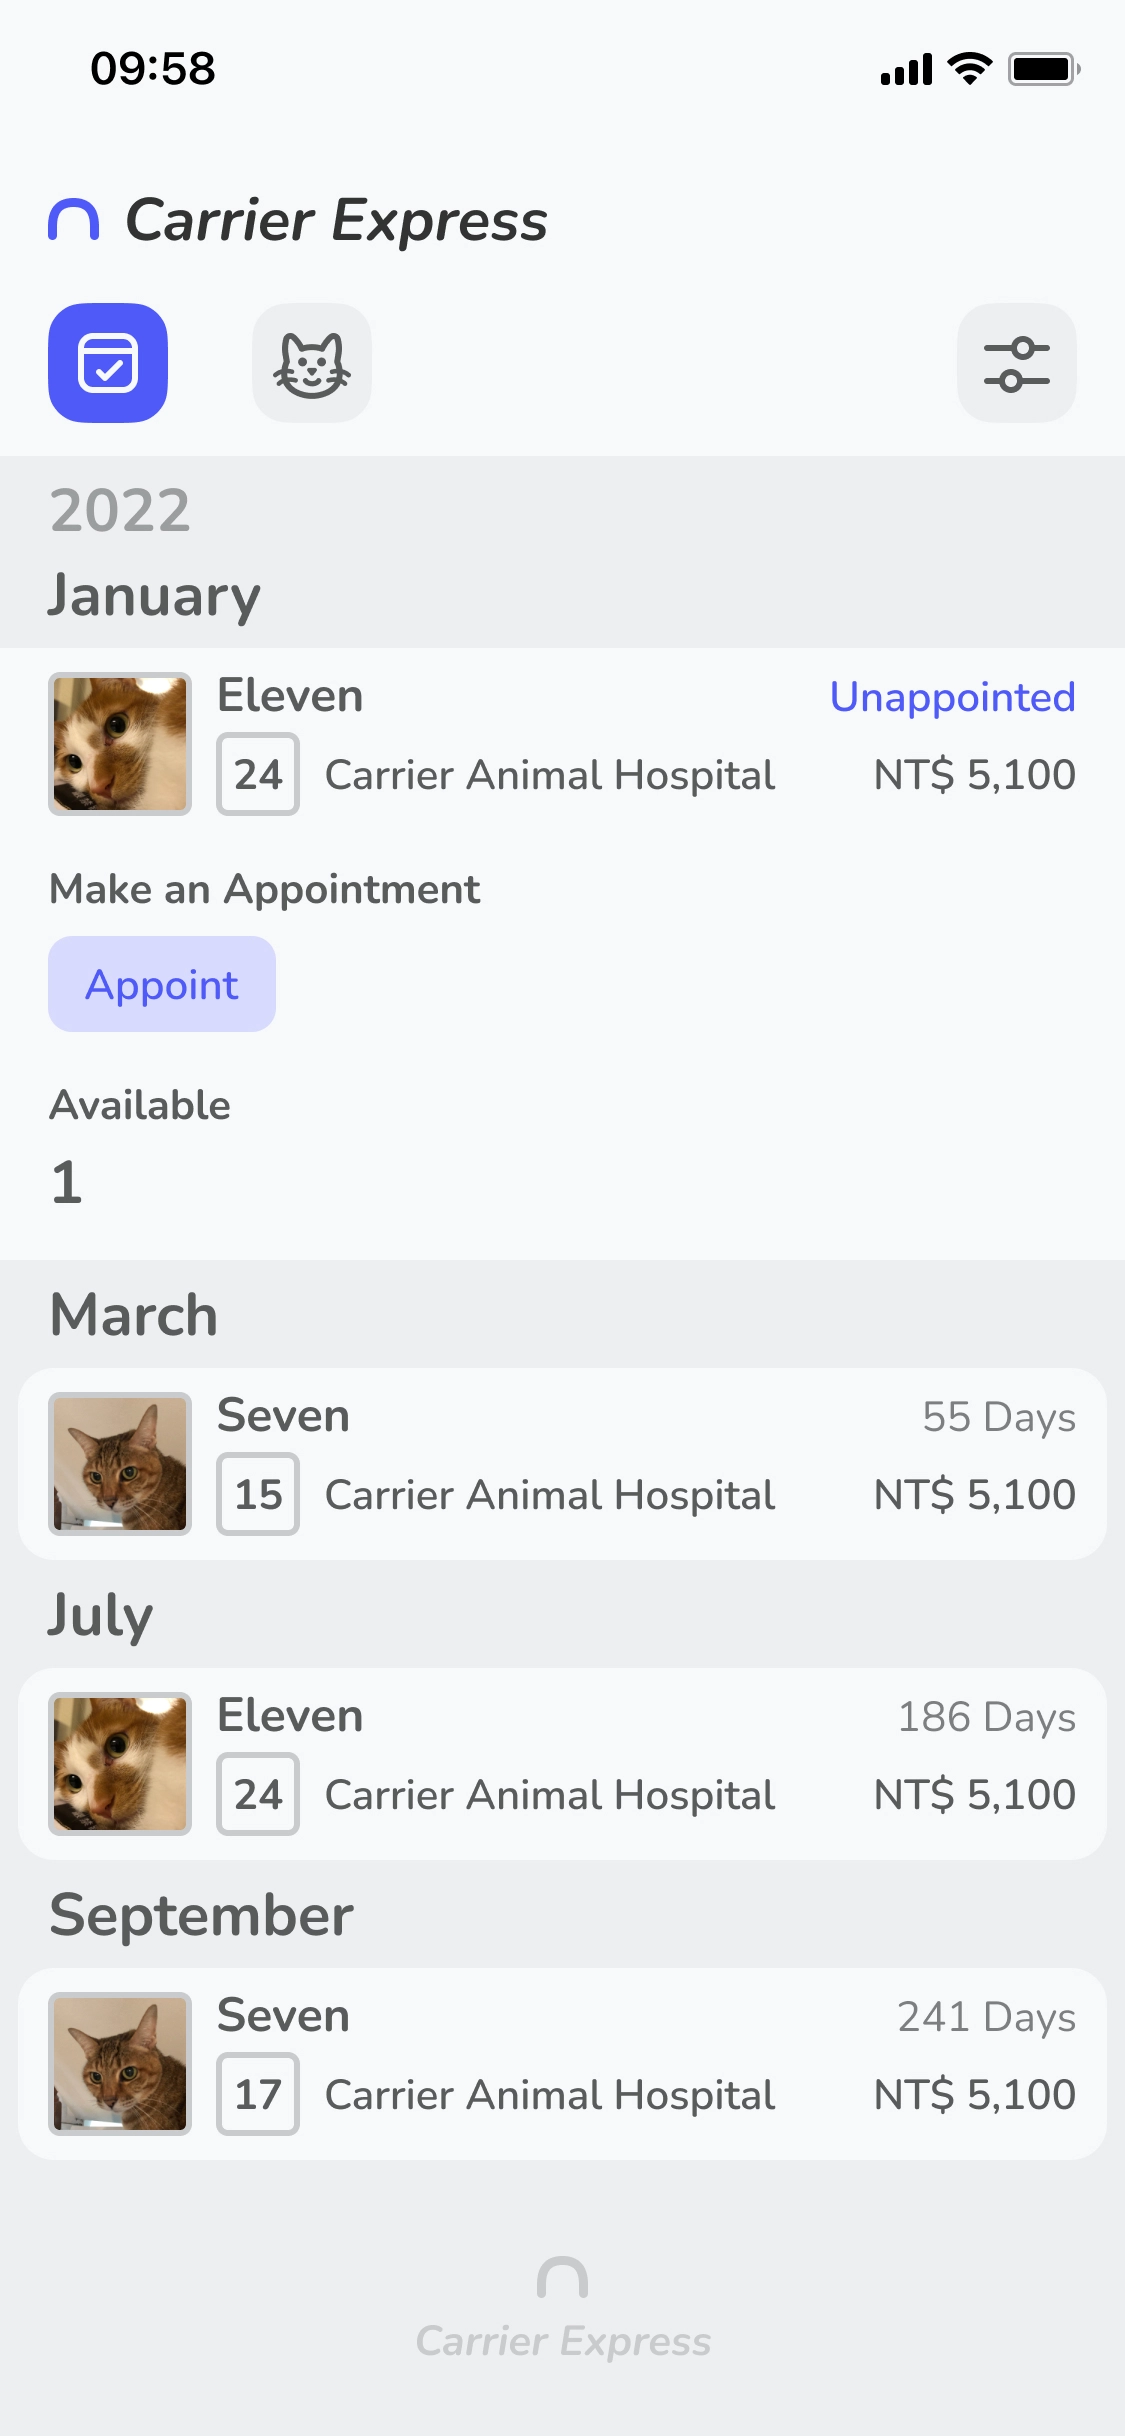 09:58
Carrier Express
2022
January
Eleven
Unappointed
24 Carrier Animal Hospital NT$ 5,100
Make an Appointment
Appoint
Available
1
March
Seven
55 Days
15 Carrier Animal Hospital NT$ 5,100
July
Eleven
186 Days
24 Carrier Animal Hospital NT$ 5,100
September
Seven
241 Days
17 Carrier Animal Hospital NT$ 5,100
Carrier Express